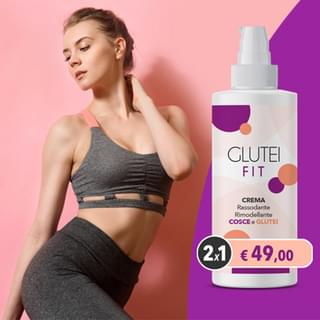 GLUTEI
FIT
CREMA
Rassodante
Rimodellante
COSCE e GLUTEI
2x1
€ 49,00